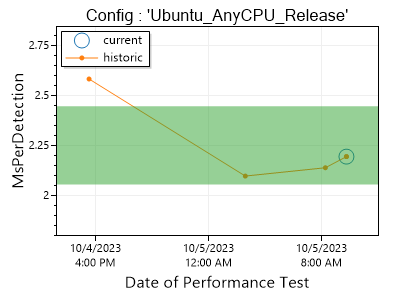 Config : 'Ubuntu_AnyCPU_Release'
current
historic
MsPerDetection
2.75
2.5
2.25
2
10/4/2023
4:00 PM
10/5/2023
12:00 AM
10/5/2023
8:00 AM
Date of Performance Test